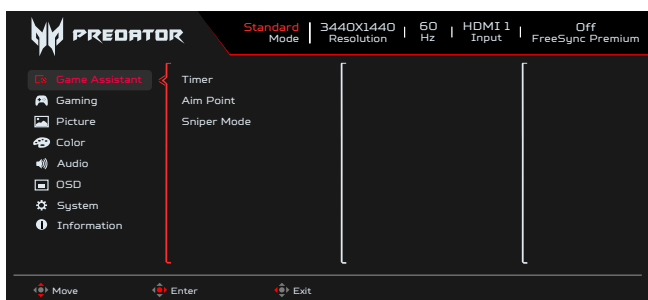 PREDATOR
Standard Mode
3440X1440 Resolution
60 Hz
HDMI 1 Input
Off FreeSync Premium
Game Assistant
Gaming
Picture
Color
Audio
OSD
System
Information
Timer
Aim Point
Sniper Mode
Move
Enter
Exit